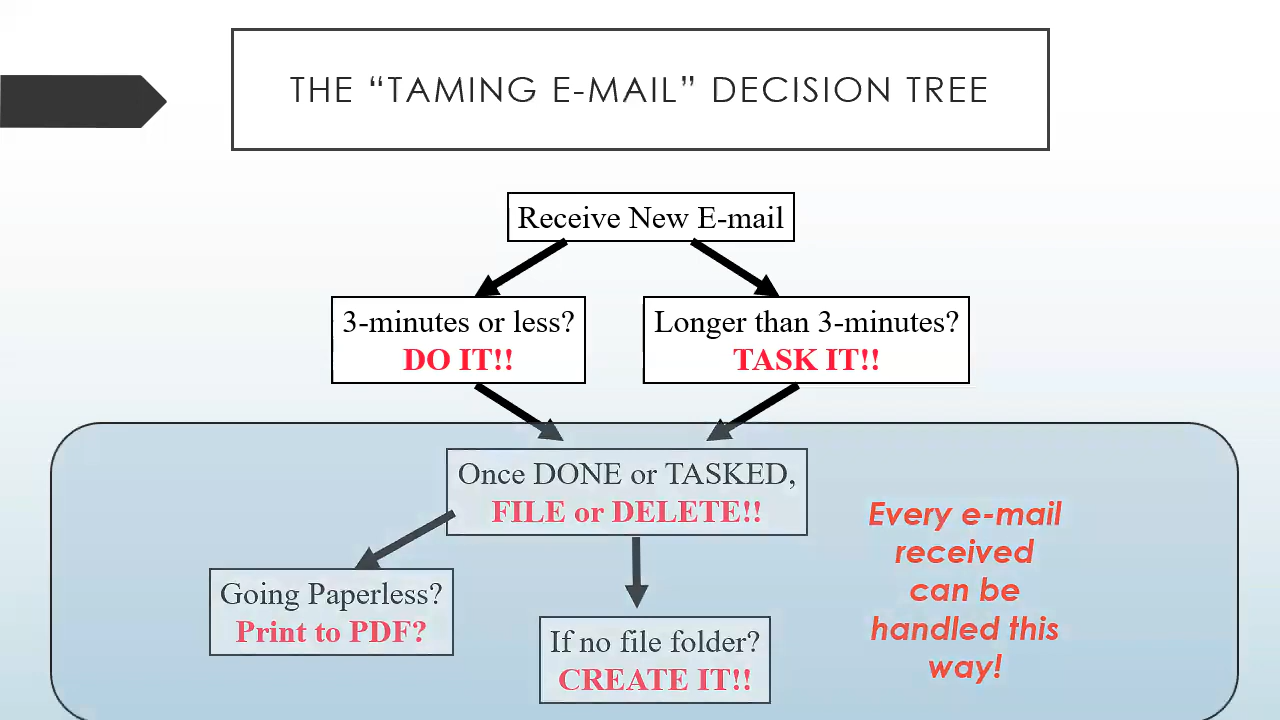 THE “TAMING E-MAIL” DECISION TREE
Receive New E-mail
3-minutes or less?
DO IT!!
Longer than 3-minutes?
TASK IT!!
Once DONE or TASKED,
FILE or DELETE!!
Going Paperless?
Print to PDF?
If no file folder?
CREATE IT!!
Every e-mail
received
can be
handled this
way!